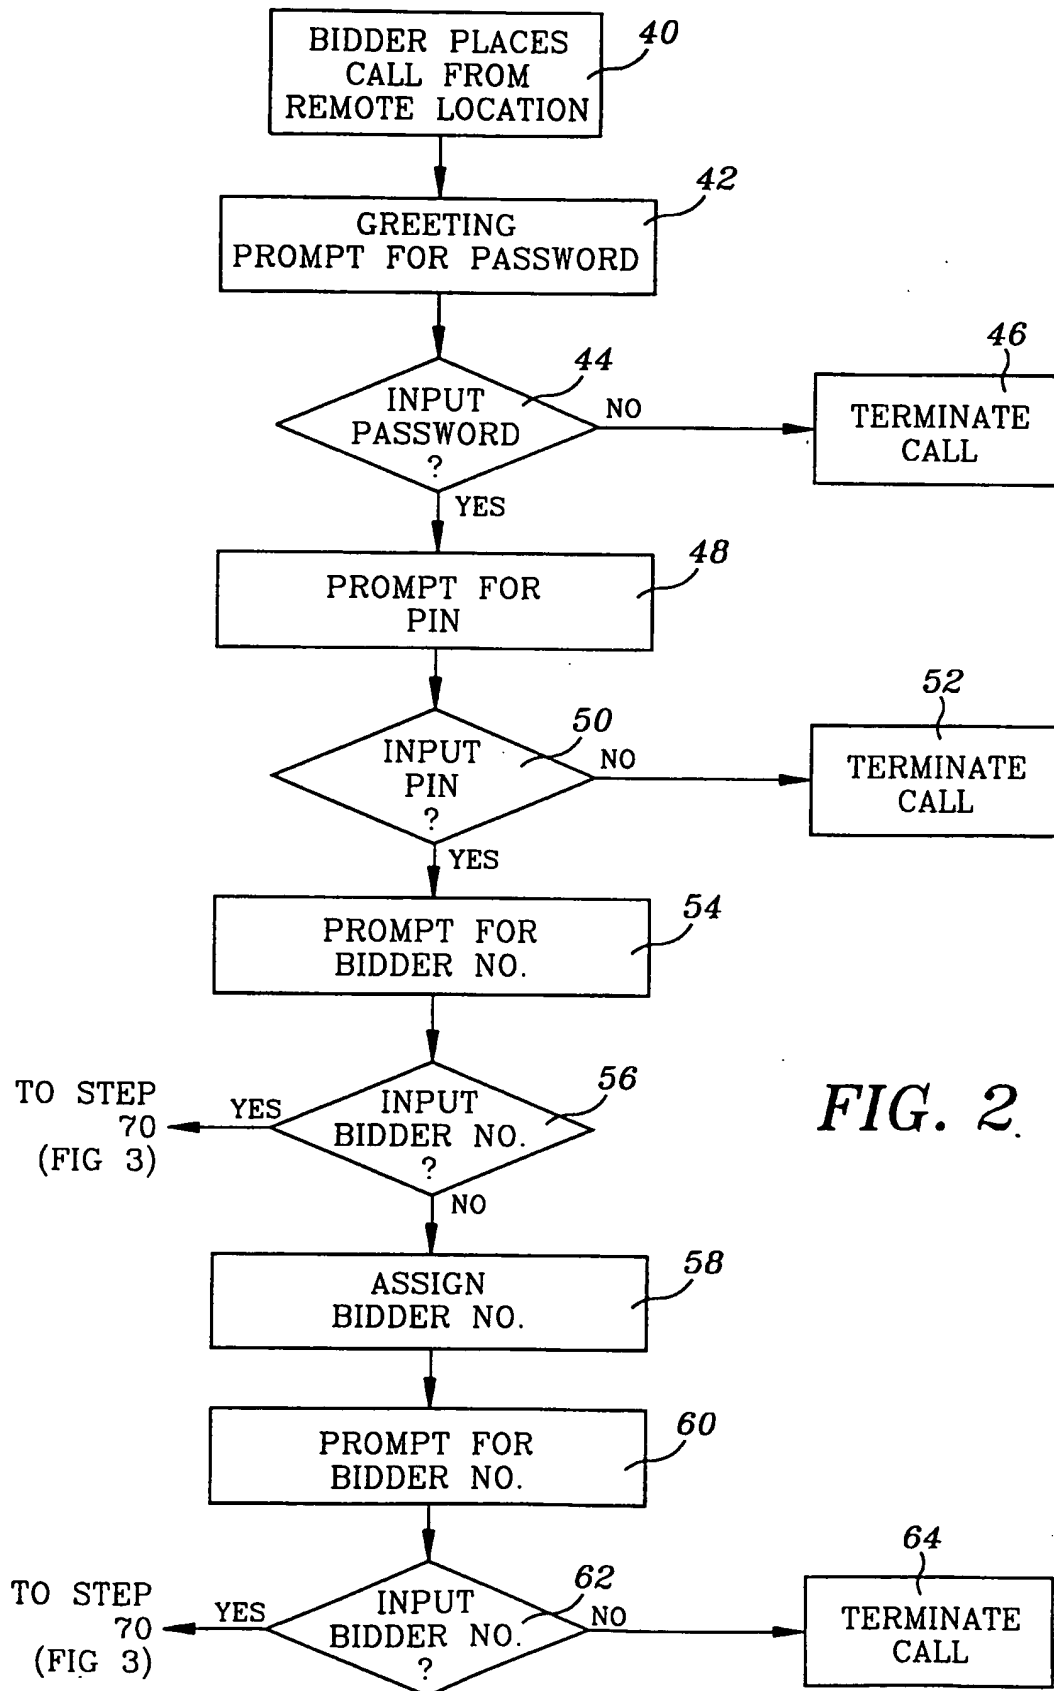 BIDDER PLACES
CALL FROM
REMOTE LOCATION
40
GREETING
PROMPT FOR PASSWORD
42
INPUT
PASSWORD
?
44
NO
TERMINATE
CALL
46
YES
PROMPT FOR
PIN
48
INPUT
PIN
?
50
NO
TERMINATE
CALL
52
YES
PROMPT FOR
BIDDER NO.
54
INPUT
BIDDER NO.
?
56
YES
TO STEP
70
(FIG 3)
FIG. 2
NO
ASSIGN
BIDDER NO.
58
PROMPT FOR
BIDDER NO.
60
INPUT
BIDDER NO.
?
62
YES
TO STEP
70
(FIG 3)
NO
TERMINATE
CALL
64